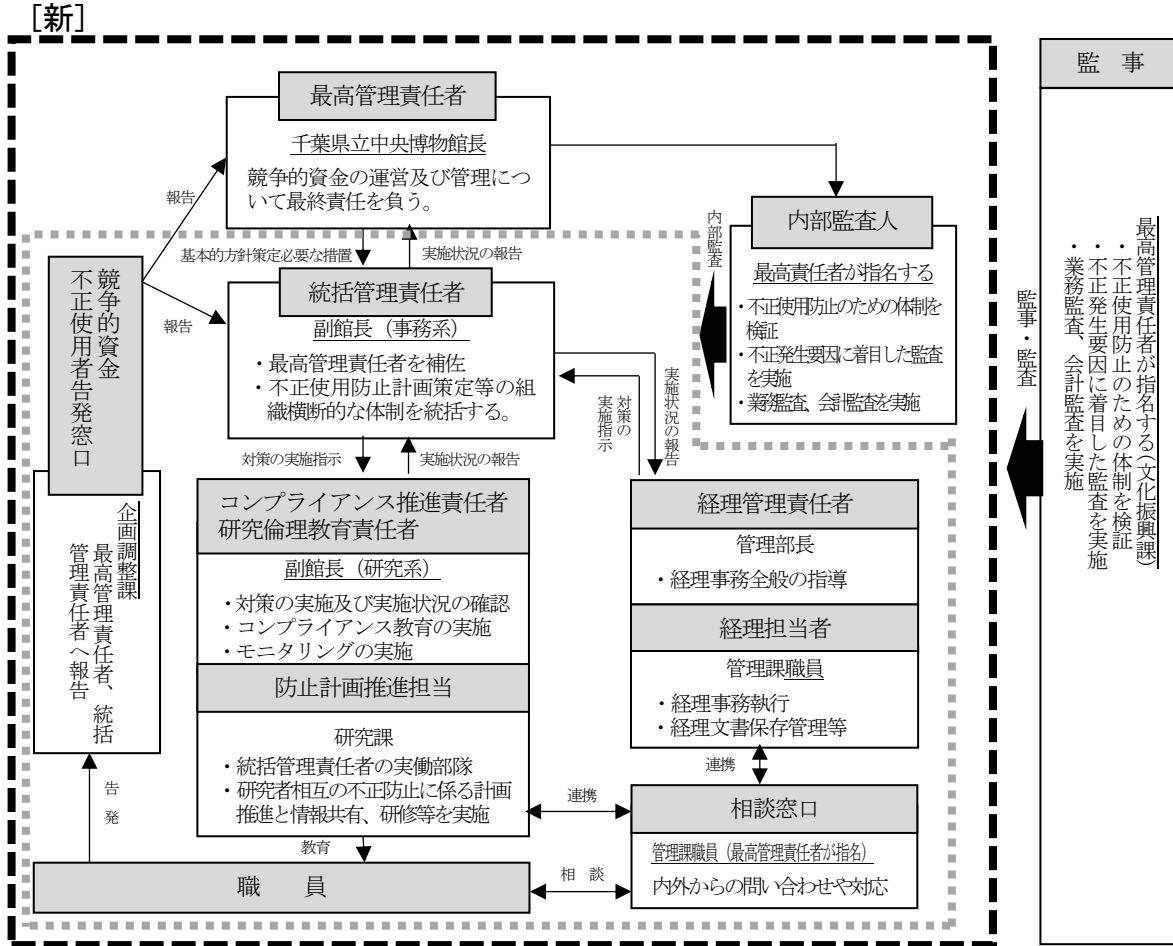 ［新］
最高管理責任者
千葉県立中央博物館長
競争的資金の運営及び管理につ
いて最終責任を負う。
報告
基本的方針策定必要な措置
実施状況の報告
報告
統括管理責任者
副館長（事務系）
・最高管理責任者を補佐
・不正使用防止計画策定等の組
織横断的な体制を統括する。
対策の実施指示
実施状況の報告
対策の
実施指示
実施状況の報告
内部監査
内部監査人
最高責任者が指名する
・不正使用防止のための体制を
検証
・不正発生要因に着目した監査
を実施
・業務監査、会計監査を実施
競争的資金
不正使用者告発窓口
企画調整課
最高管理責任者、統括
管理責任者へ報告
告
発
コンプライアンス推進責任者
研究倫理教育責任者
副館長（研究系）
・対策の実施及び実施状況の確認
・コンプライアンス教育の実施
・モニタリングの実施
防止計画推進担当
研究課
・統括管理責任者の実働部隊
・研究者相互の不正防止に係る計画
推進と情報共有、研修等を実施
教育
職　員
経理管理責任者
管理部長
・経理事務全般の指導
経理担当者
管理課職員
・経理事務執行
・経理文書保存管理等
連携
連携
相談窓口
管理課職員（最高管理責任者が指名）
内外からの問い合わせや対応
相　談
監事・監査
監　事
最高管理責任者が指名する（文化振興課）
・不正使用防止のための体制を検証
・不正発生要因に着目した監査を実施
・業務監査、会計監査を実施